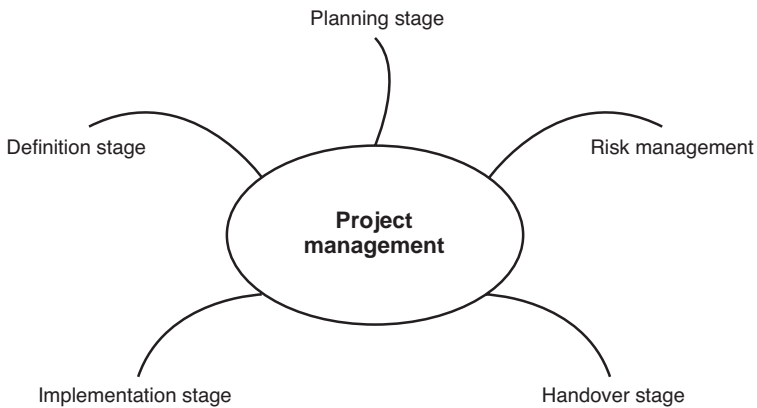 Planning stage
Definition stage
Risk management
Project
management
Implementation stage
Handover stage